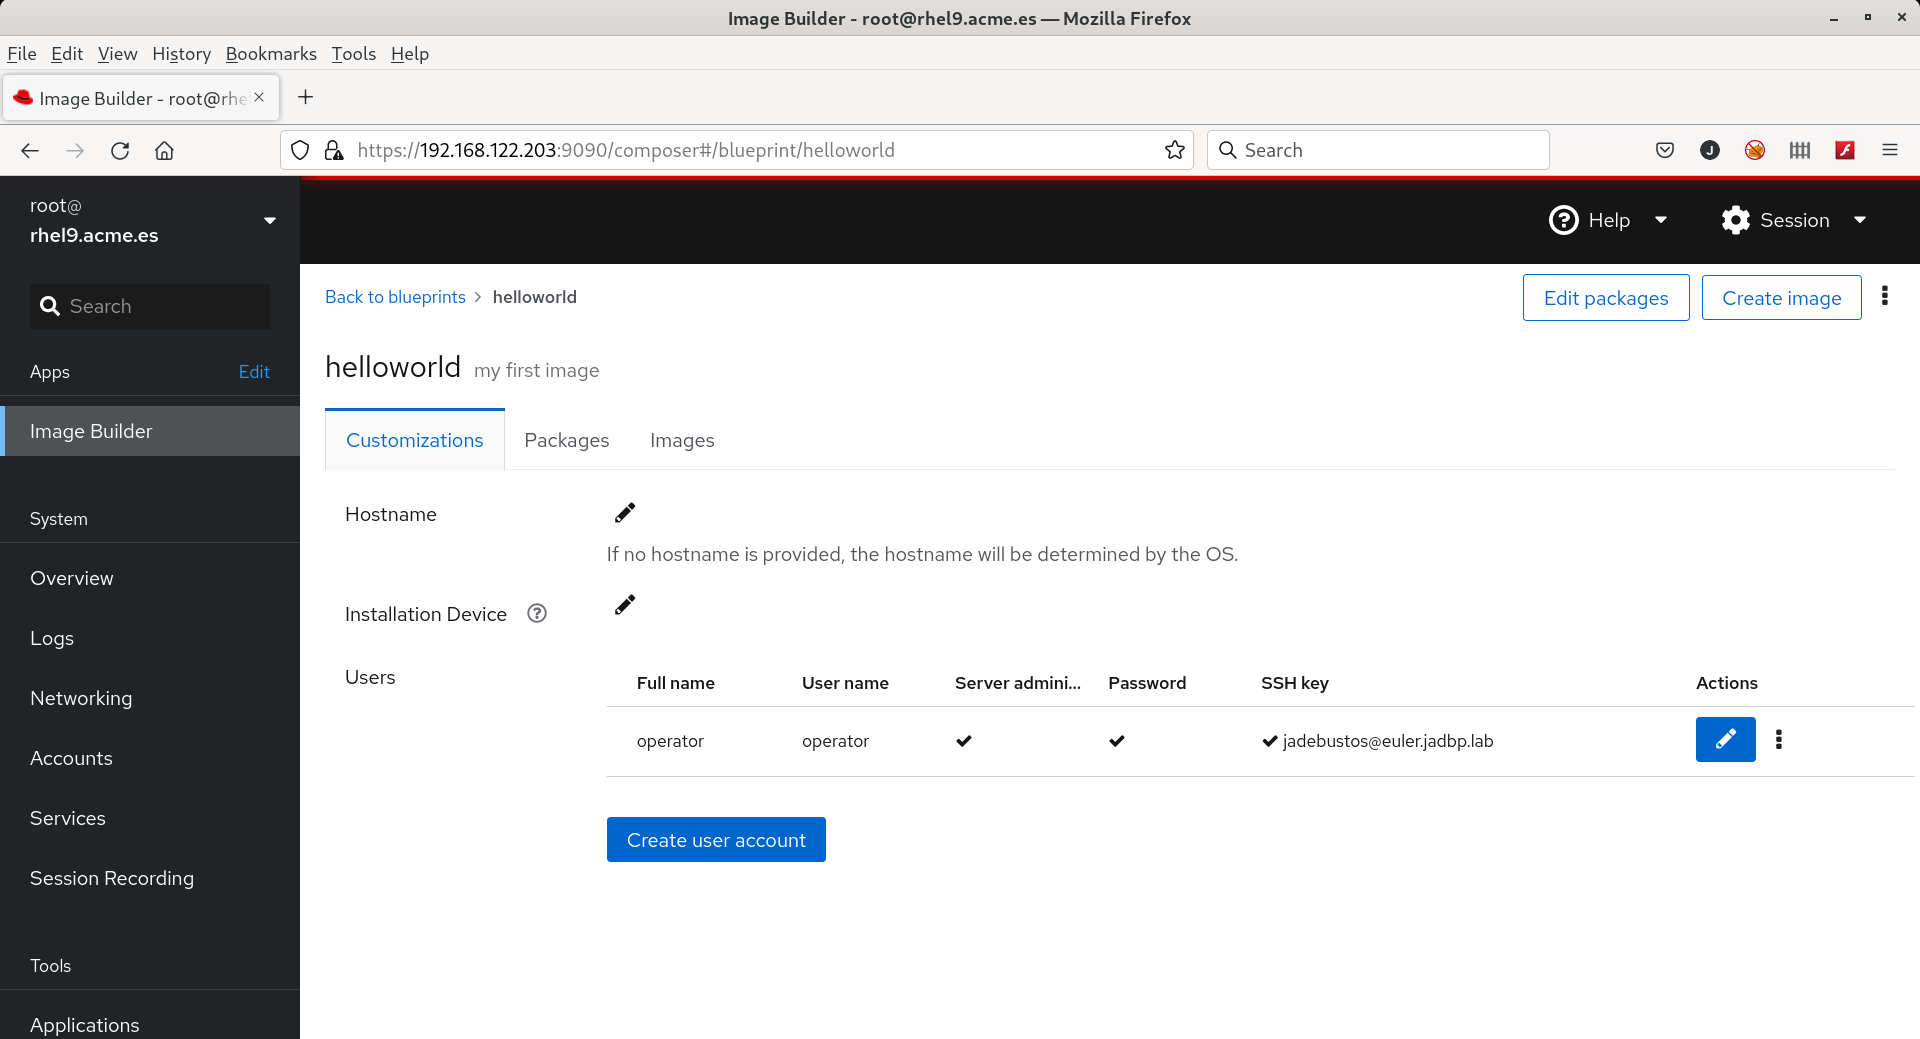 Image Builder - root@rhel9.acme.es — Mozilla Firefox
File Edit View History Bookmarks Tools Help
Image Builder - root@rhe
https://192.168.122.203:9090/composer#/blueprint/helloworld
Search
J
root@
rhel9.acme.es
Help
Session
Search
Apps
Edit
Image Builder
System
Overview
Logs
Networking
Accounts
Services
Session Recording
Tools
Applications
Back to blueprints > helloworld
Edit packages
Create image
helloworld my first image
Customizations Packages Images
Hostname
If no hostname is provided, the hostname will be determined by the OS.
Installation Device ?
Users
Full name User name Server admini... Password SSH key Actions
operator operator jadebustos@euler.jadbp.lab
Create user account